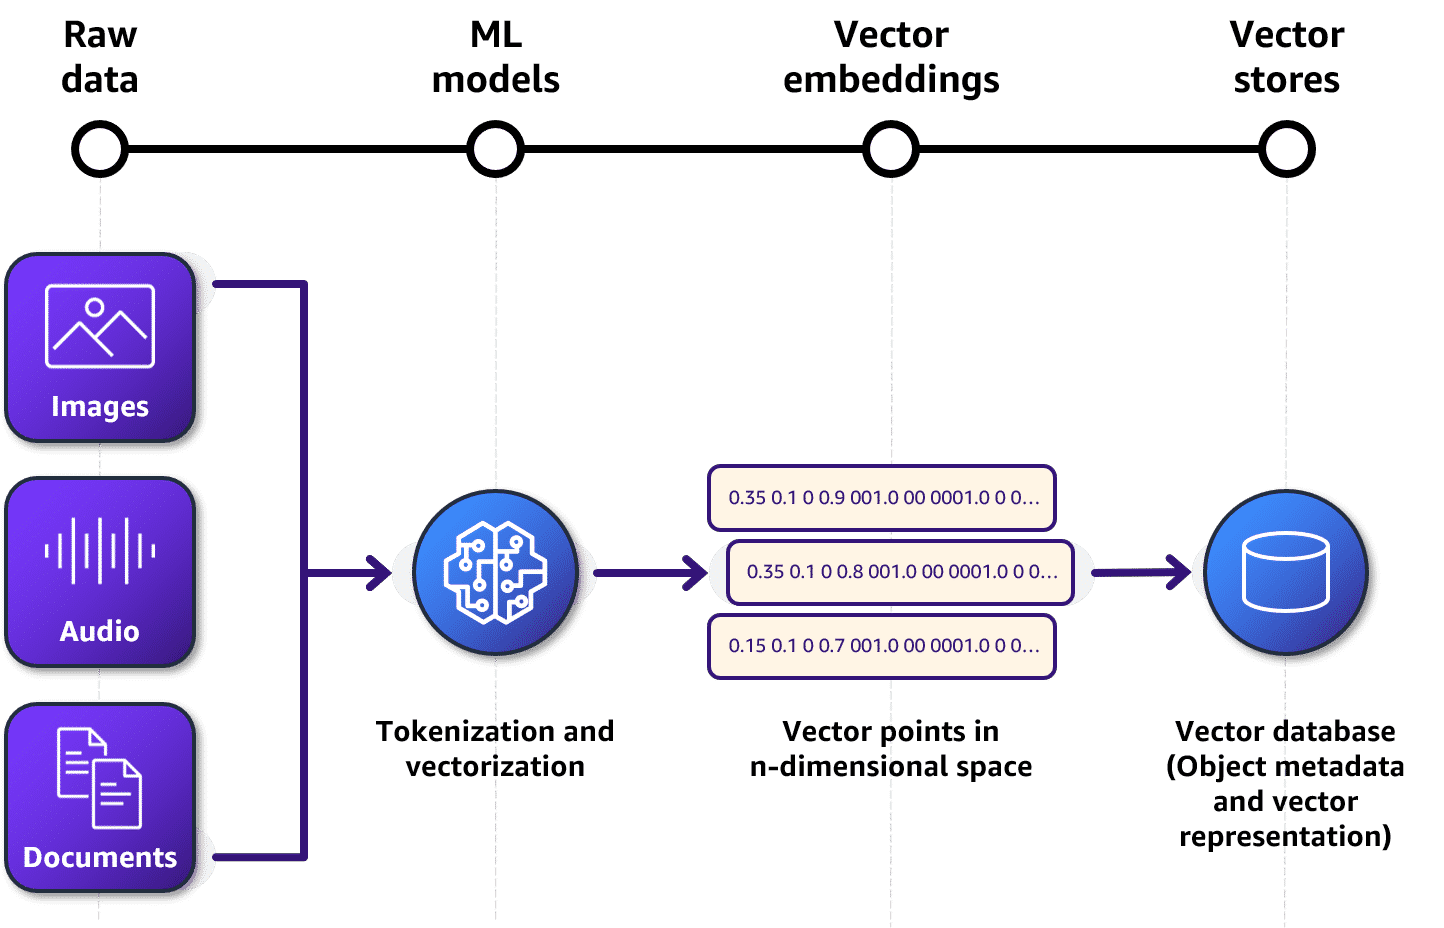 Raw
data
ML
models
Vector
embeddings
Vector
stores
Images
Audio
Documents
0.35 0.1 0 0.9 001.0 00 0001.0 0 0...
0.35 0.1 0 0.8 001.0 00 0001.0 0 0...
0.15 0.1 0 0.7 001.0 00 0001.0 0 0...
Tokenization and
vectorization
Vector points in
n-dimensional space
Vector database
(Object metadata
and vector
representation)